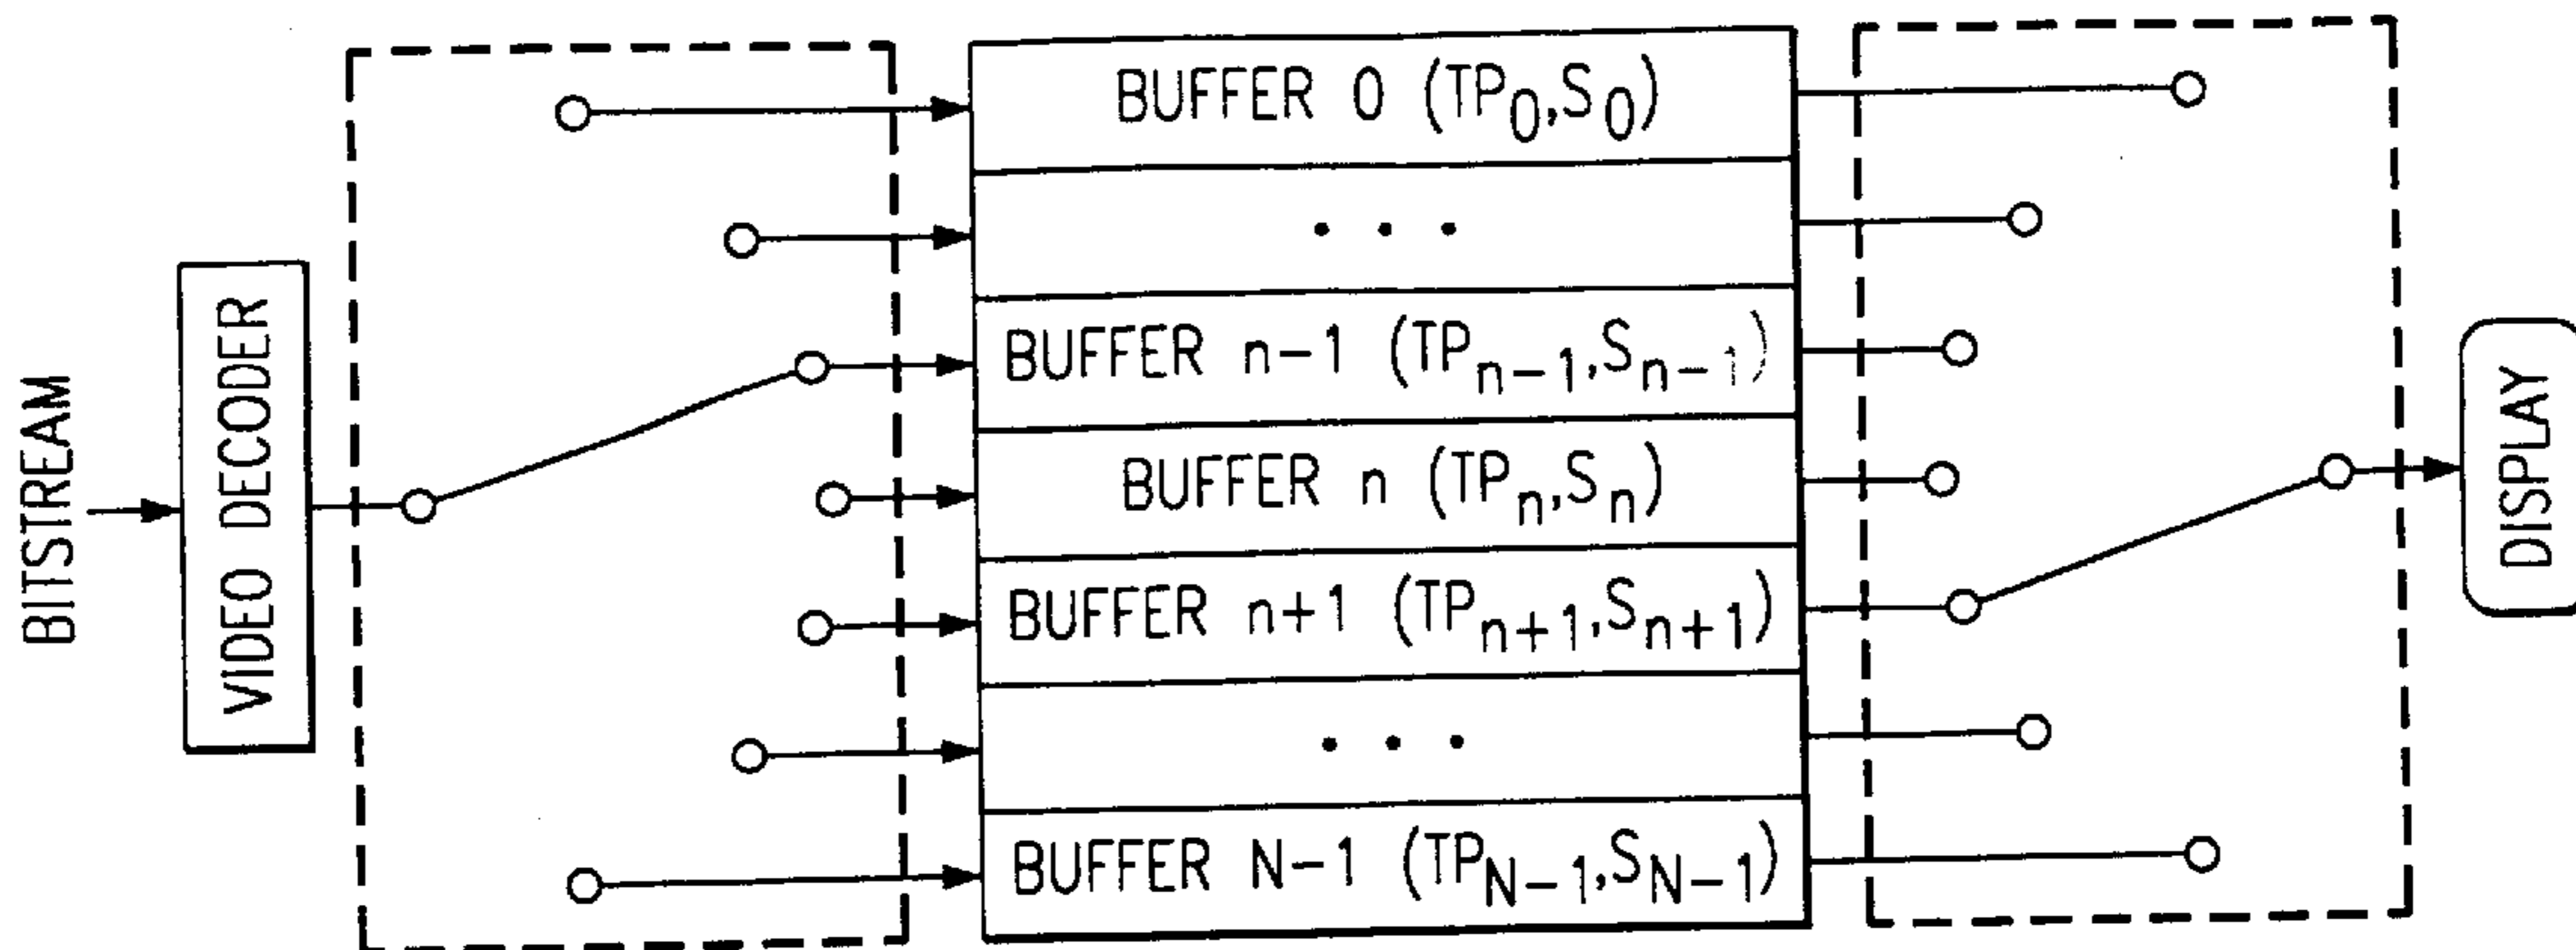 BITSTREAM
VIDEO DECODER
BUFFER 0 (TP0,S0)
• • •
BUFFER n-1 (TPn-1,Sn-1)
BUFFER n (TPn,Sn)
BUFFER n+1 (TPn+1,Sn+1)
• • •
BUFFER N-1 (TPN-1,SN-1)
DISPLAY